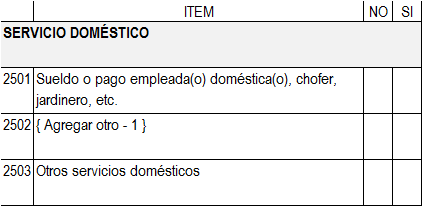 ITEM NO SI
SERVICIO DOMÉSTICO
2501 Sueldo o pago empleada(o) doméstica(o), chofer,
jardinero, etc.
2502 { Agregar otro - 1 }
2503 Otros servicios domésticos